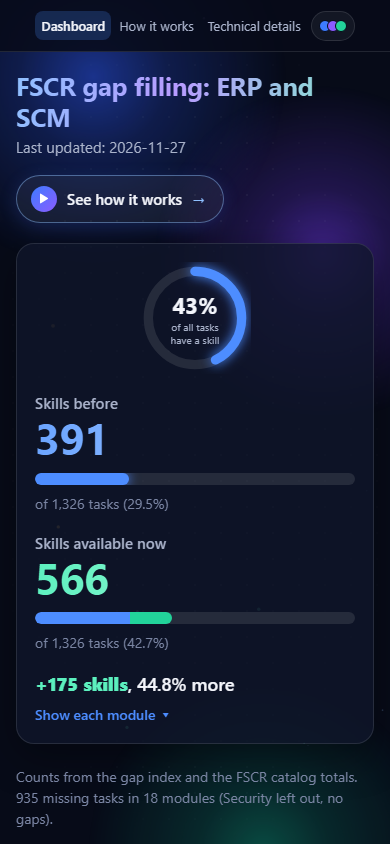 Dashboard How it works Technical details
FSCR gap filling: ERP and
SCM
Last updated: 2026-11-27
See how it works →
43%
of all tasks
have a skill
Skills before
391
of 1,326 tasks (29.5%)
Skills available now
566
of 1,326 tasks (42.7%)
+175 skills, 44.8% more
Show each module ▾
Counts from the gap index and the FSCR catalog totals.
935 missing tasks in 18 modules (Security left out, no
gaps).